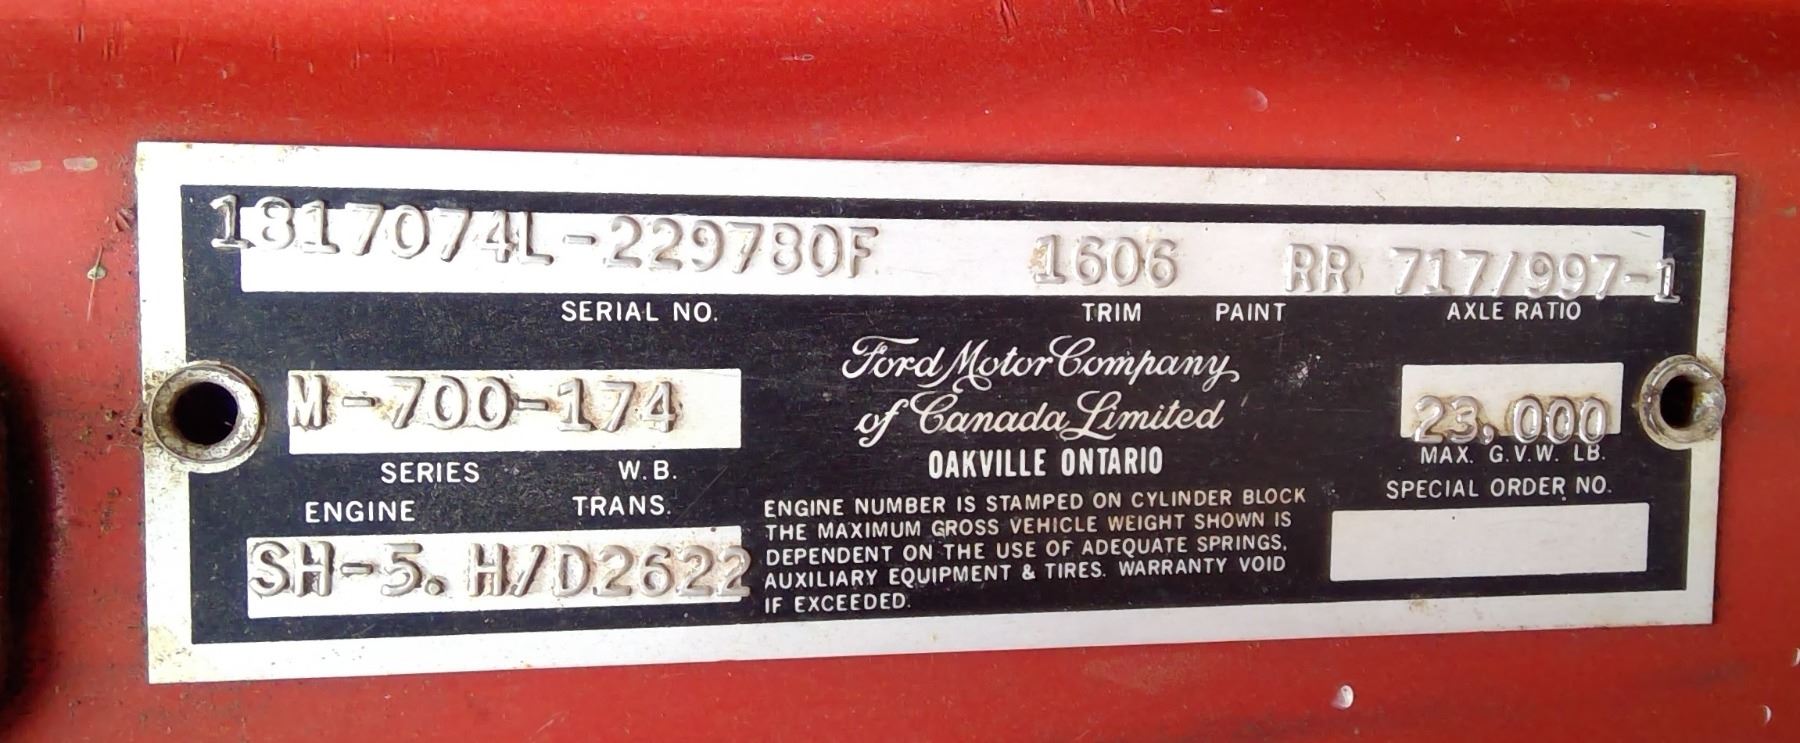 1817074L-229780F 1606 RR 717/997-1
SERIAL NO. TRIM PAINT AXLE RATIO
Ford Motor Company
of Canada Limited
OAKVILLE ONTARIO
M-700-174
SERIES W.B.
23,000
MAX. G.V.W. LB.
ENGINE TRANS.
SH-5. H/D2622
ENGINE NUMBER IS STAMPED ON CYLINDER BLOCK
THE MAXIMUM GROSS VEHICLE WEIGHT SHOWN IS
DEPENDENT ON THE USE OF ADEQUATE SPRINGS,
AUXILIARY EQUIPMENT & TIRES. WARRANTY VOID
IF EXCEEDED.
SPECIAL ORDER NO.